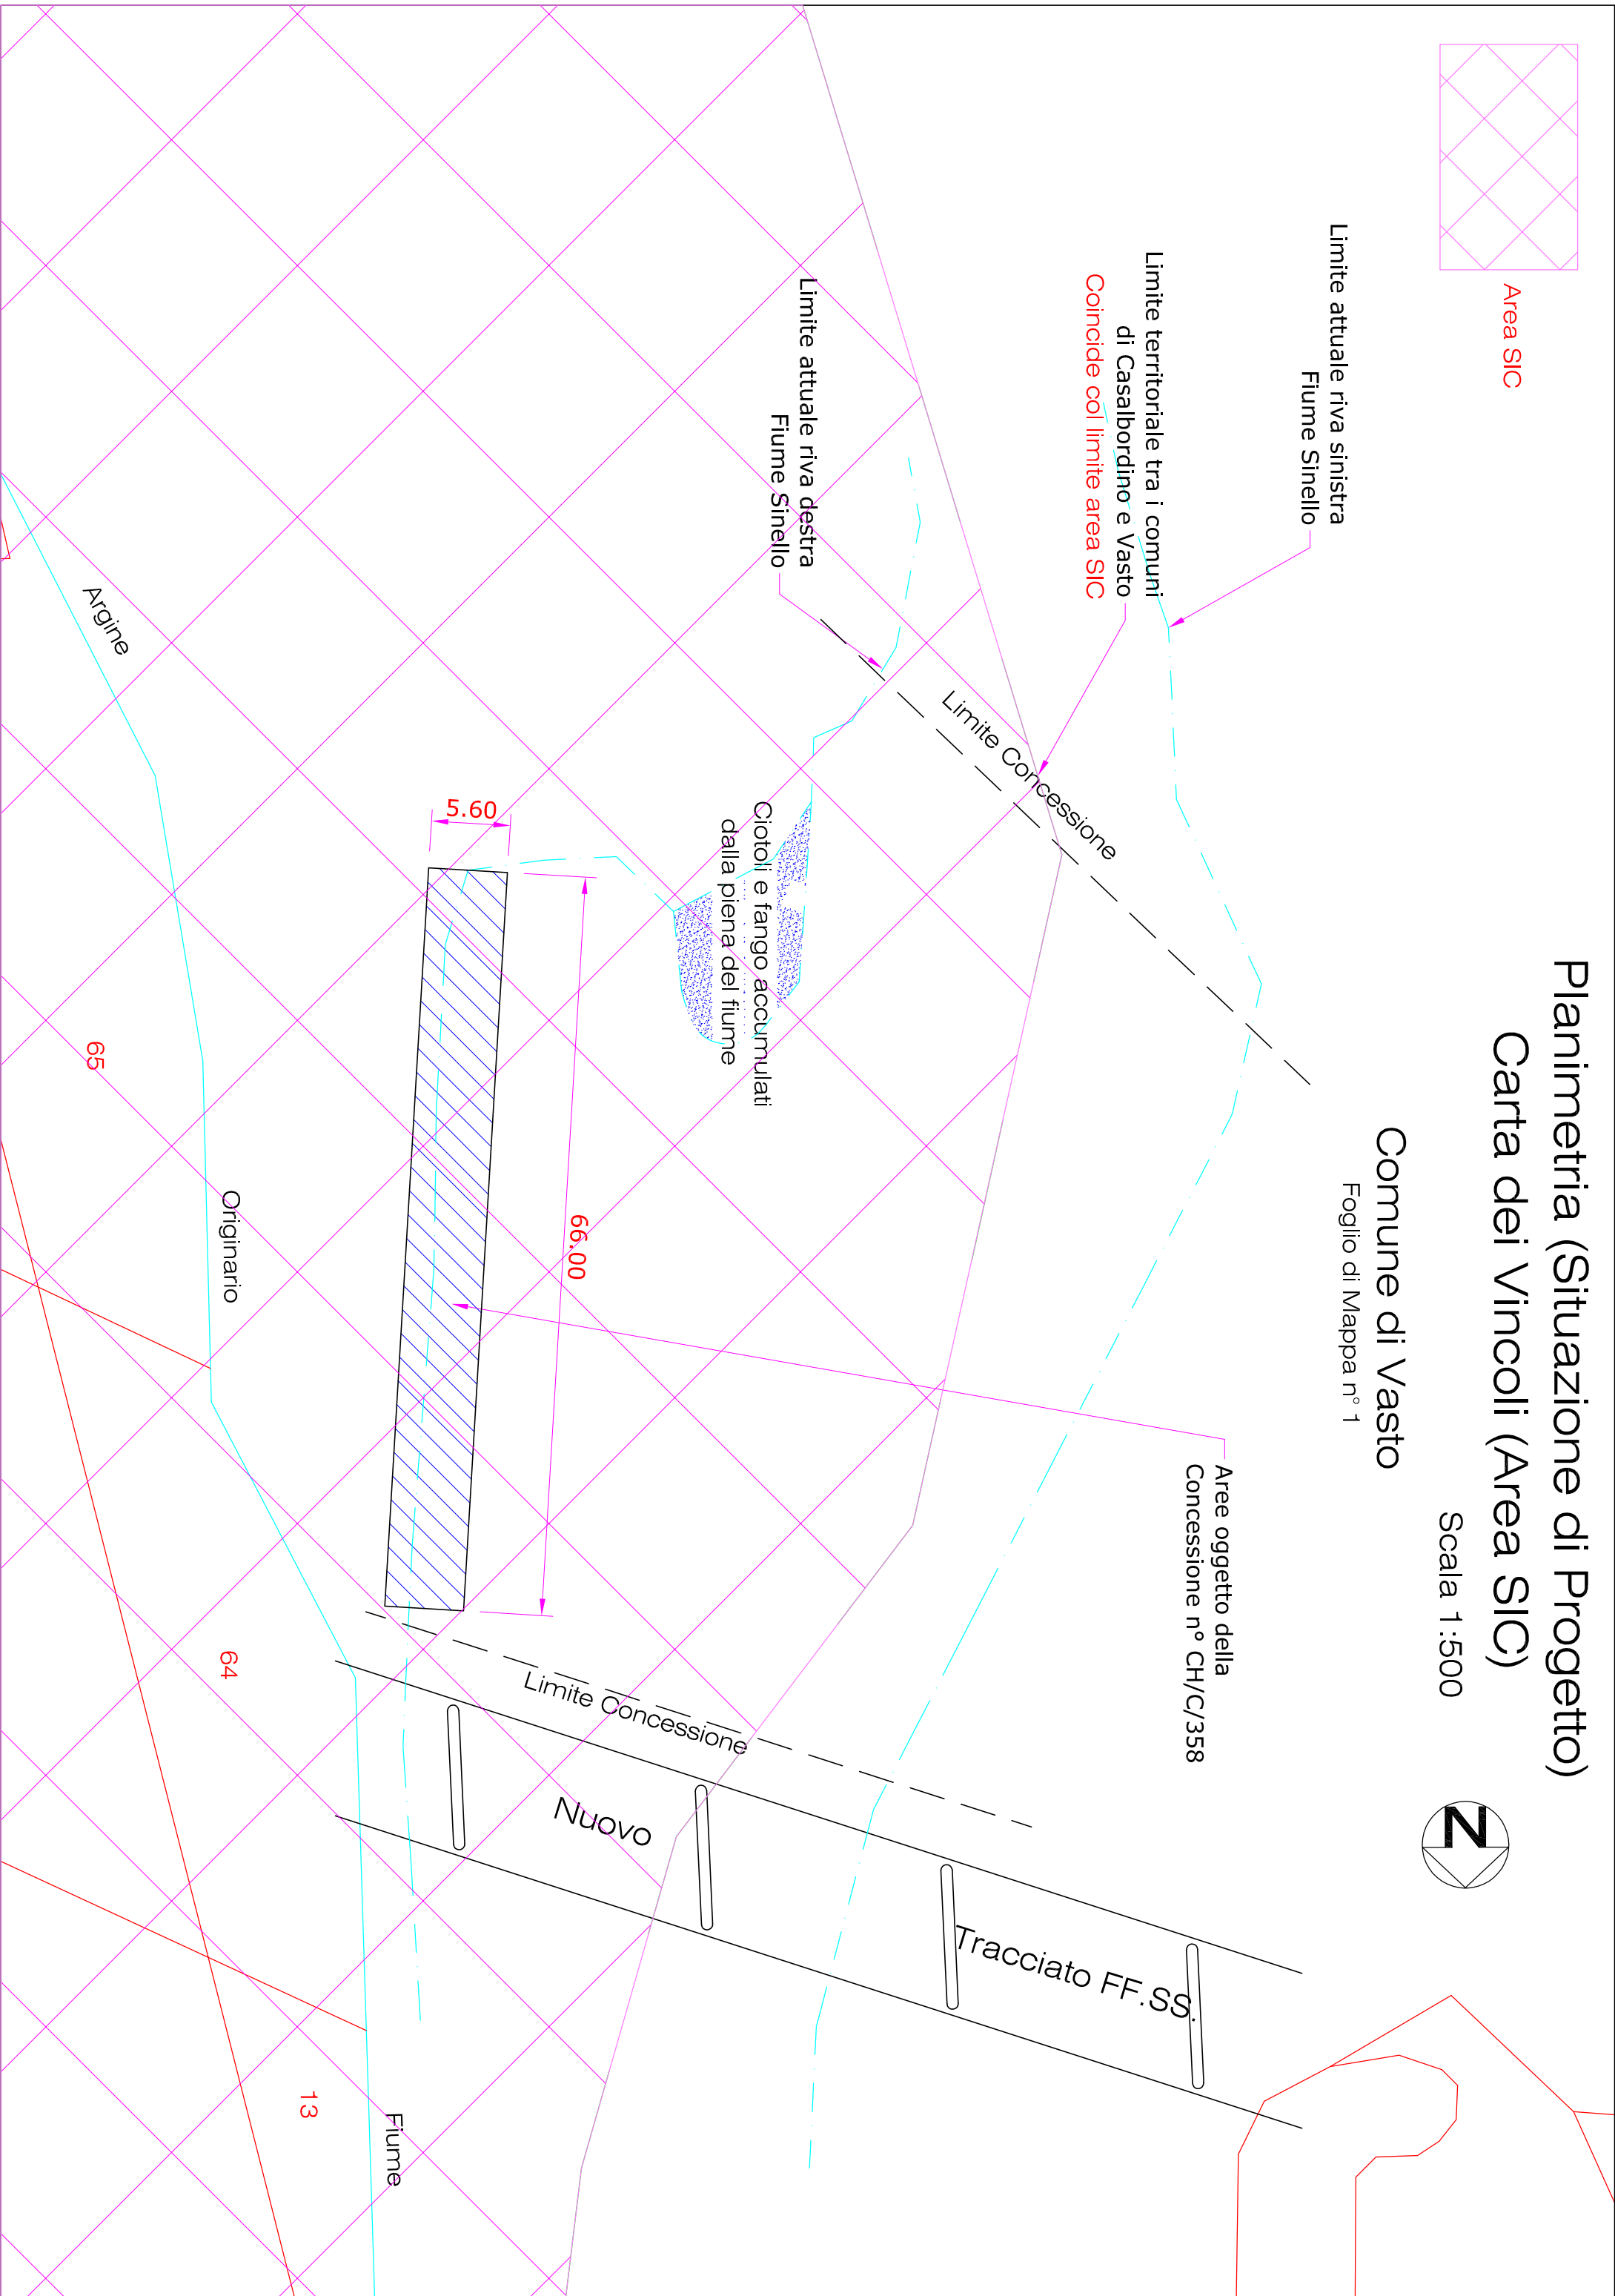 Planimetria (Situazione di Progetto)
Carta dei Vincoli (Area SIC)
Scala 1:500
Comune di Vasto
Foglio di Mappa n° 1
N
Area SIC
Limite attuale riva sinistra
Fiume Sinello
Limite territoriale tra i comuni
di Casalbordino e Vasto
Coincide col limite area SIC
Limite attuale riva destra
Fiume Sinello
Limite Concessione
Ciotoli e fango accumulati
dalla piena del fiume
5.60
66.00
Aree oggetto della
Concessione n° CH/C/358
Limite Concessione
Nuovo
Tracciato FF.SS.
Argine
Originario
Fiume
65
64
13